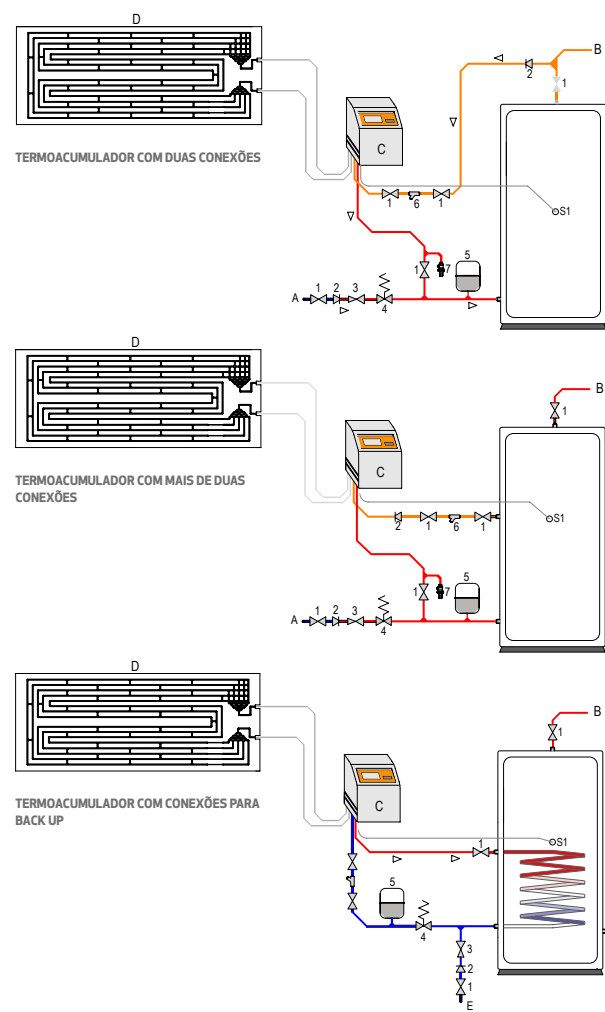 D
B
2
1
C
TERMOACUMULADOR COM DUAS CONEXÕES
1
6
1
S1
5
1
7
A
1
2
3
4
D
B
1
C
TERMOACUMULADOR COM MAIS DE DUAS
CONEXÕES
2
1
6
1
S1
5
1
7
A
1
2
3
4
D
B
1
C
TERMOACUMULADOR COM CONEXÕES PARA
BACK UP
S1
1
5
4
3
2
1
E